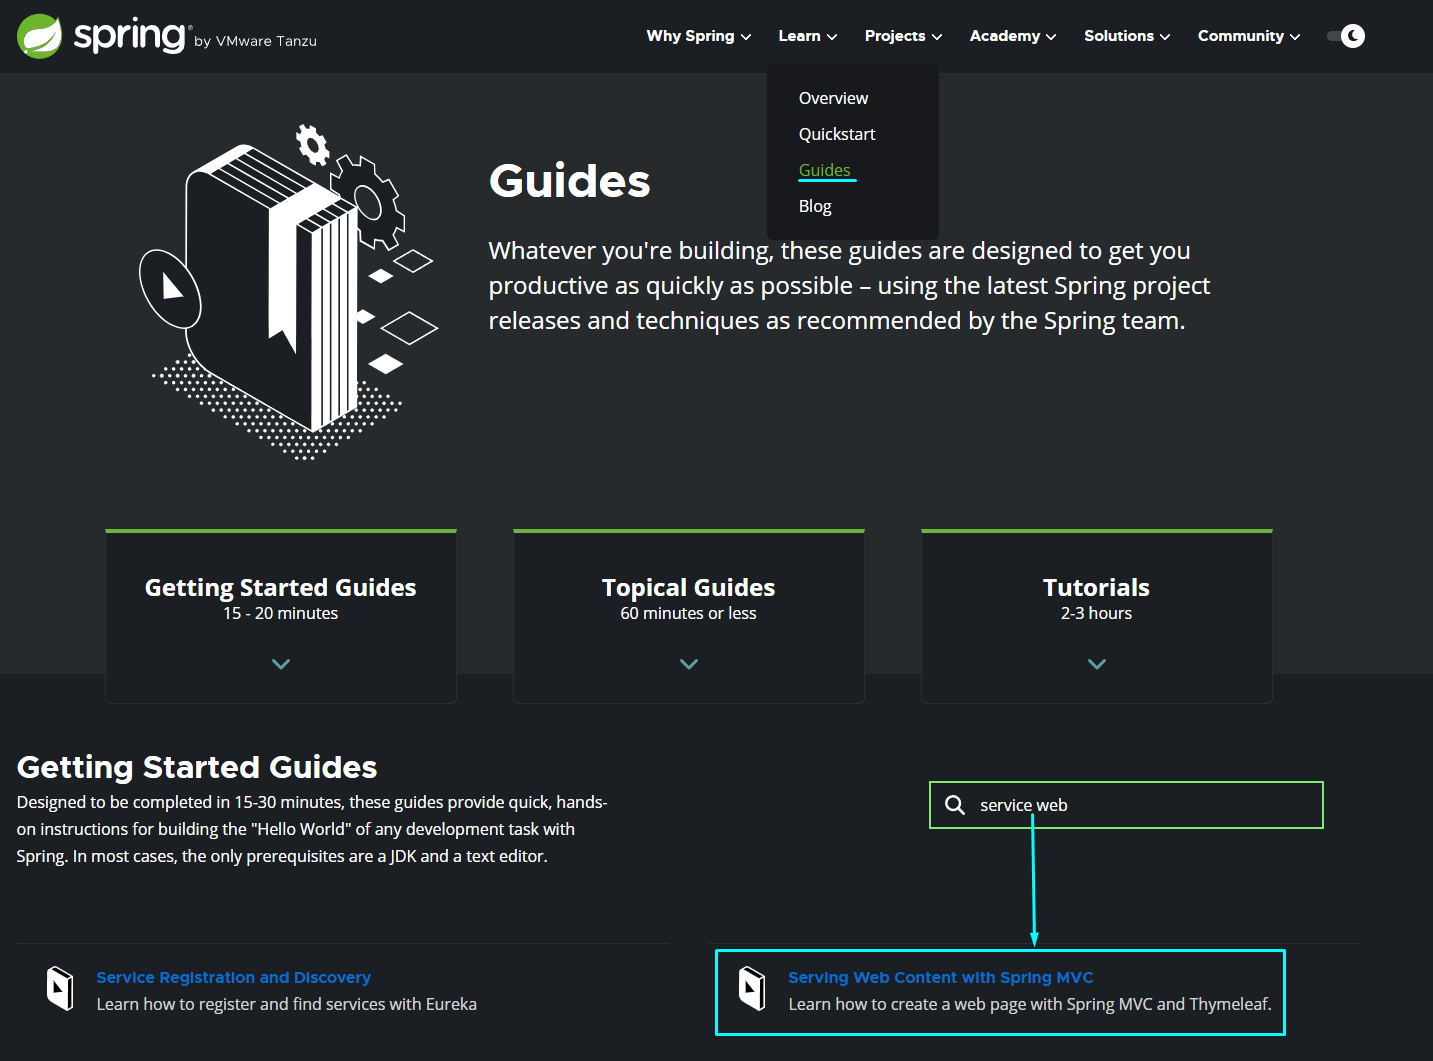 spring® by VMware Tanzu
Why Spring Learn Projects Academy Solutions Community
Overview
Quickstart
Guides
Blog
Guides
Whatever you're building, these guides are designed to get you
productive as quickly as possible – using the latest Spring project
releases and techniques as recommended by the Spring team.
Getting Started Guides
15 - 20 minutes
Topical Guides
60 minutes or less
Tutorials
2-3 hours
Getting Started Guides
Designed to be completed in 15-30 minutes, these guides provide quick, hands-
on instructions for building the "Hello World" of any development task with
Spring. In most cases, the only prerequisites are a JDK and a text editor.
service web
Service Registration and Discovery
Learn how to register and find services with Eureka
Serving Web Content with Spring MVC
Learn how to create a web page with Spring MVC and Thymeleaf.